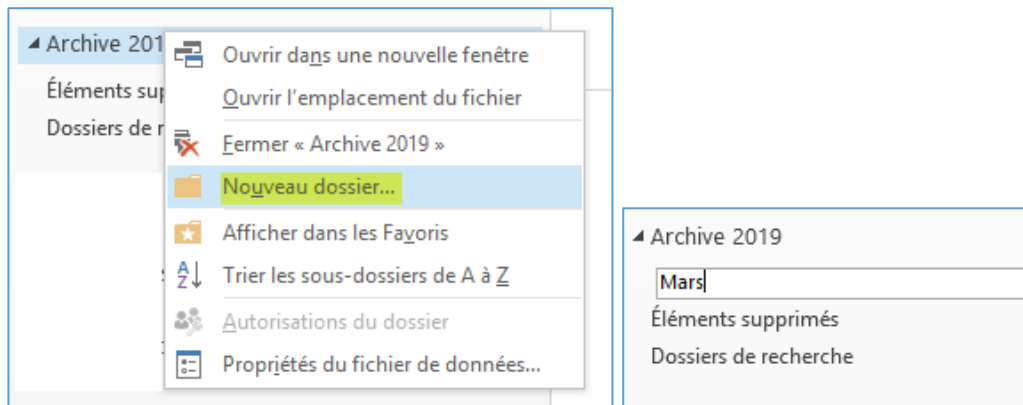 Archive 201
Éléments sup
Dossiers de r
Ouvrir dans une nouvelle fenêtre
Ouvrir l'emplacement du fichier
Fermer « Archive 2019 »
Nouveau dossier...
Afficher dans les Favoris
Trier les sous-dossiers de A à Z
Autorisations du dossier
Propriétés du fichier de données...
Archive 2019
Mars
Éléments supprimés
Dossiers de recherche